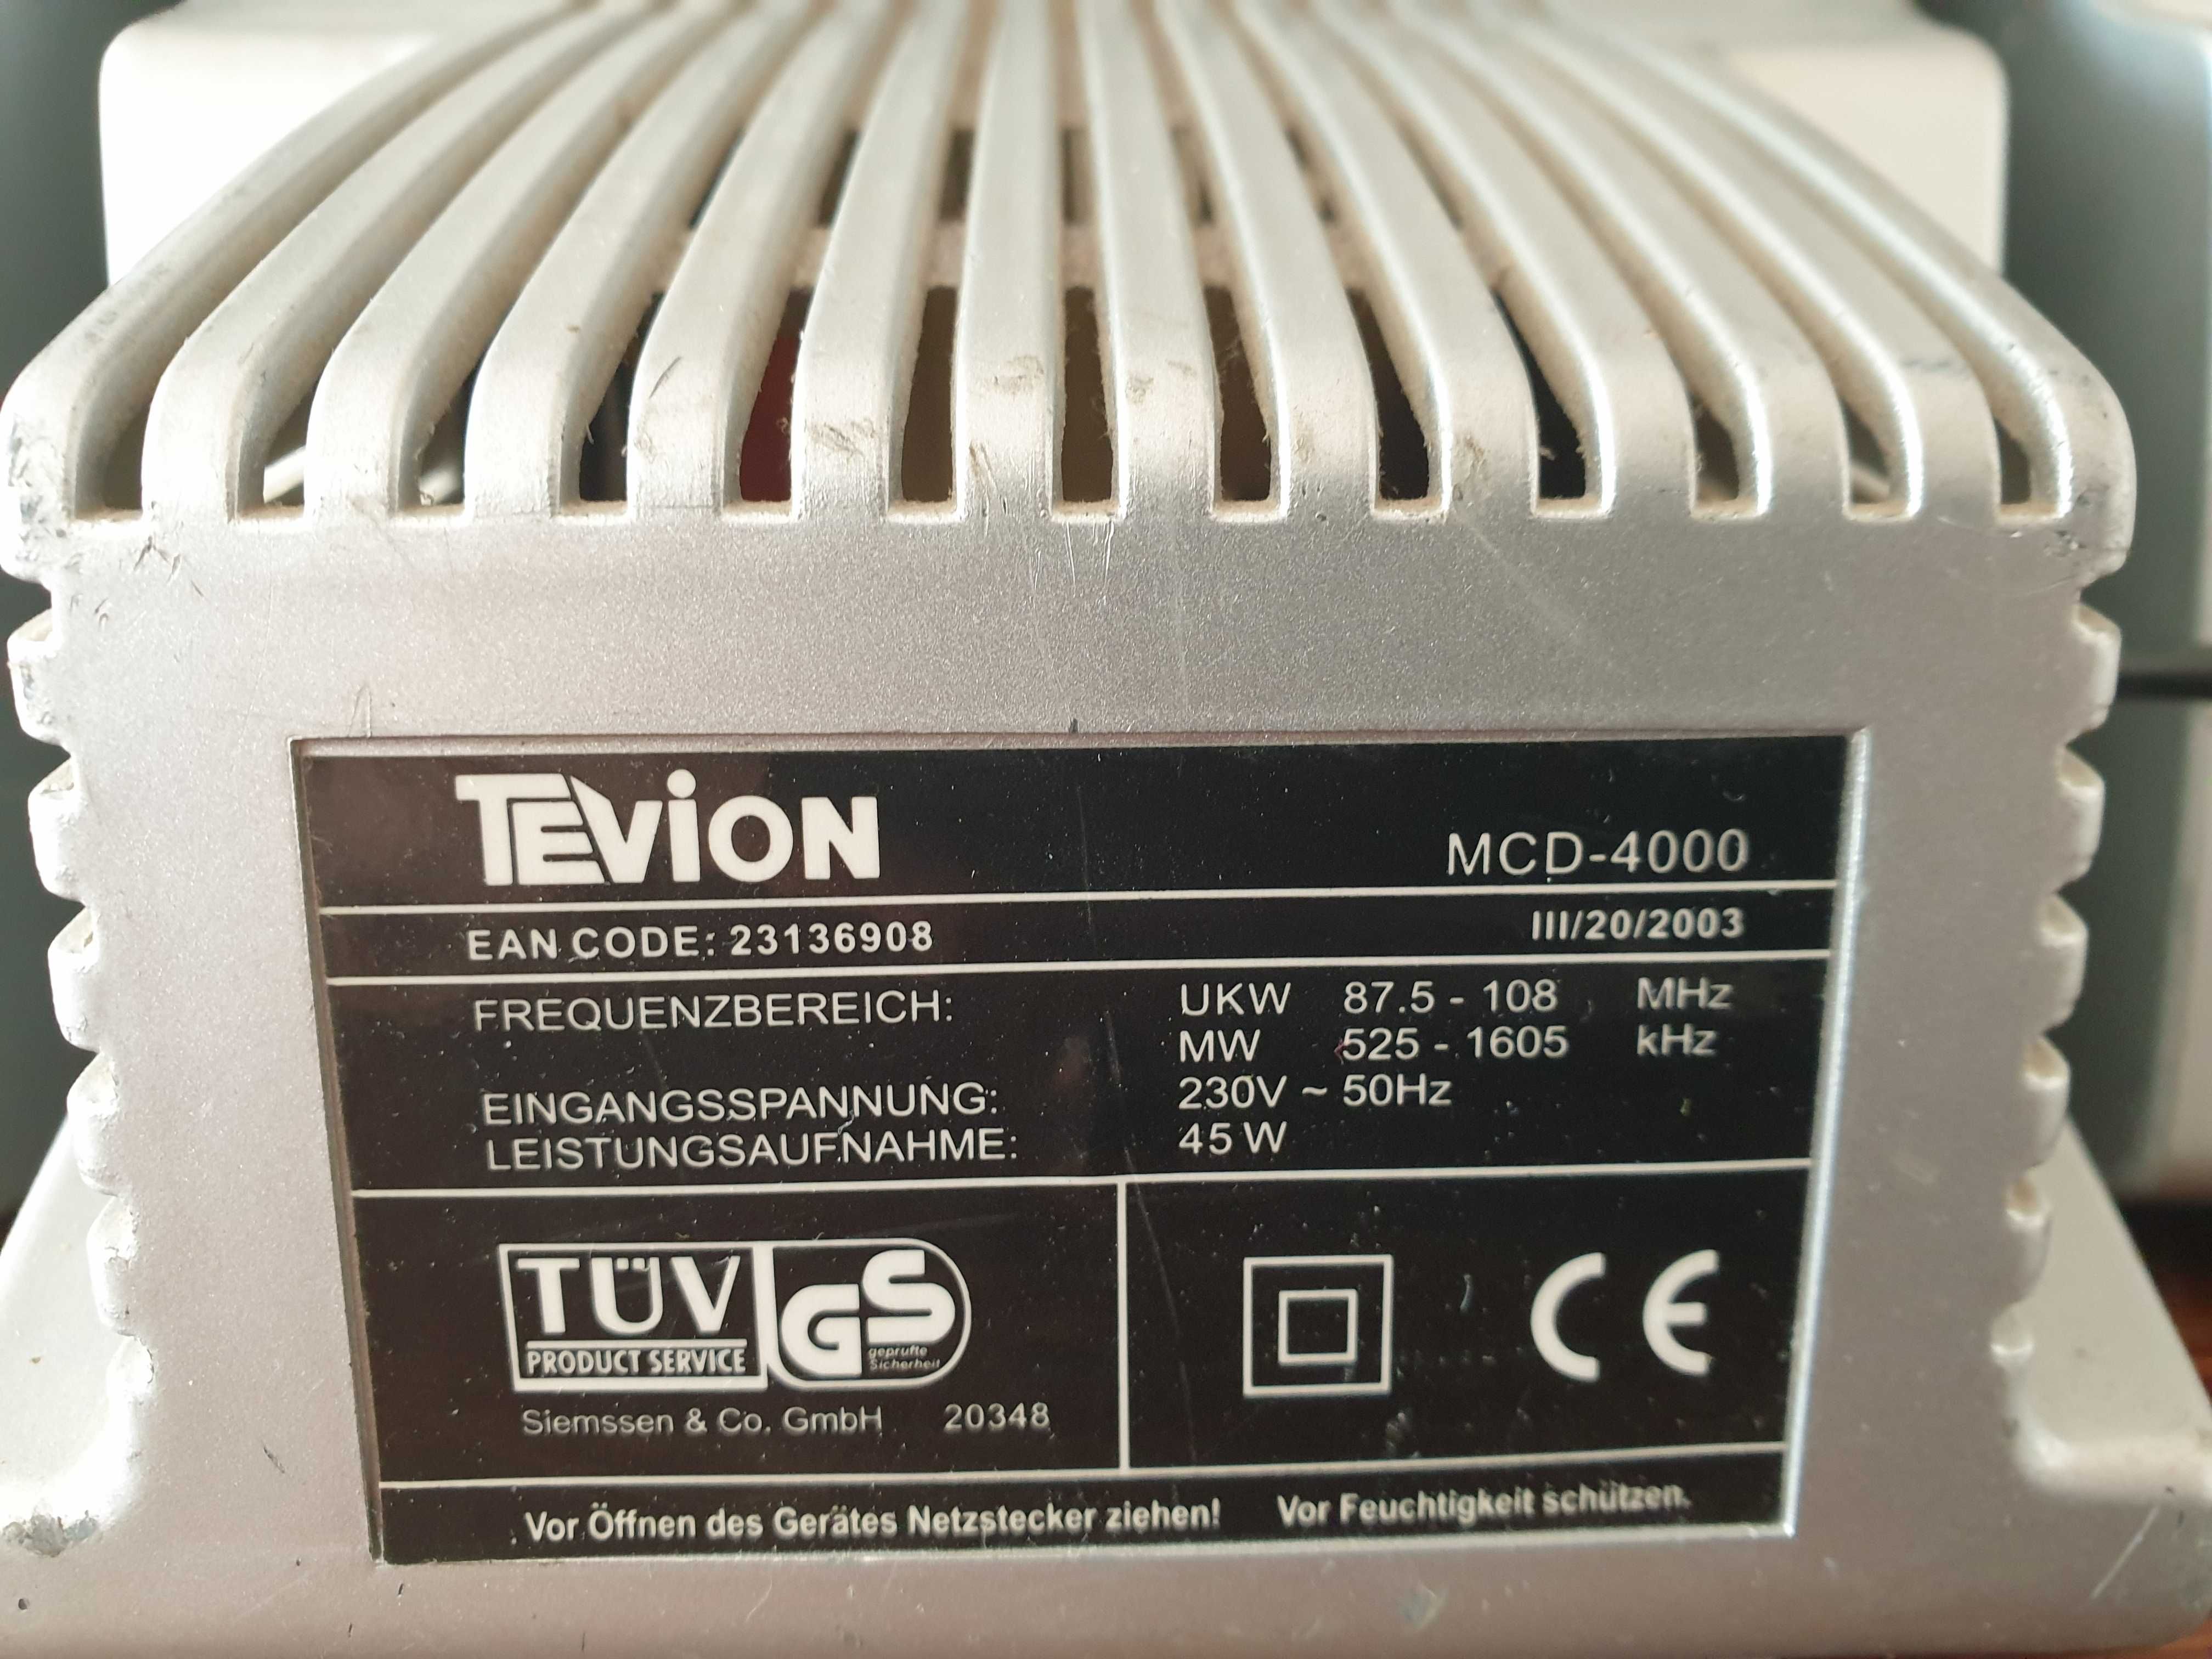 TEViON
MCD-4000
EAN CODE: 23136908
III/20/2003
FREQUENZBEREICH: UKW 87.5 - 108 MHz
MW 525 - 1605 kHz
EINGANGSSPANNUNG: 230V ~ 50Hz
LEISTUNGSAUFNAHME: 45 W
TÜV
PRODUCT SERVICE
GS
geprüfte
Sicherheit
CE
Siemssen & Co. GmbH 20348
Vor Öffnen des Gerätes Netzstecker ziehen! Vor Feuchtigkeit schützen.